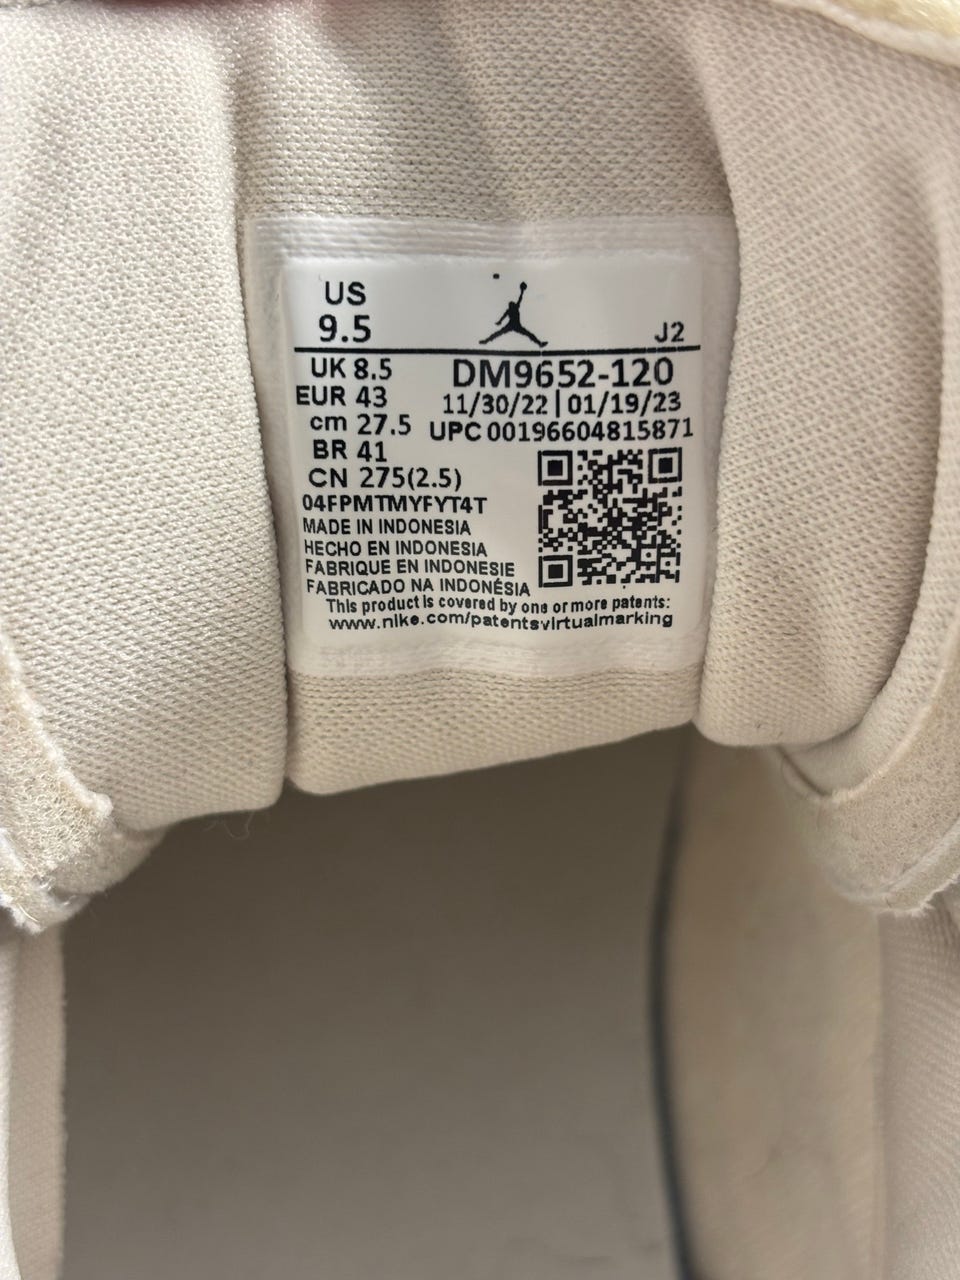 US
9.5
J2
UK 8.5
EUR 43
cm 27.5
BR 41
CN 275(2.5)
DM9652-120
11/30/22 | 01/19/23
UPC 00196604815871
04FPMTMYFYT4T
MADE IN INDONESIA
HECHO EN INDONESIA
FABRIQUE EN INDONESIE
FABRICADO NA INDONÉSIA
This product is covered by one or more patents:
www.nike.com/patentsvirtualmarking